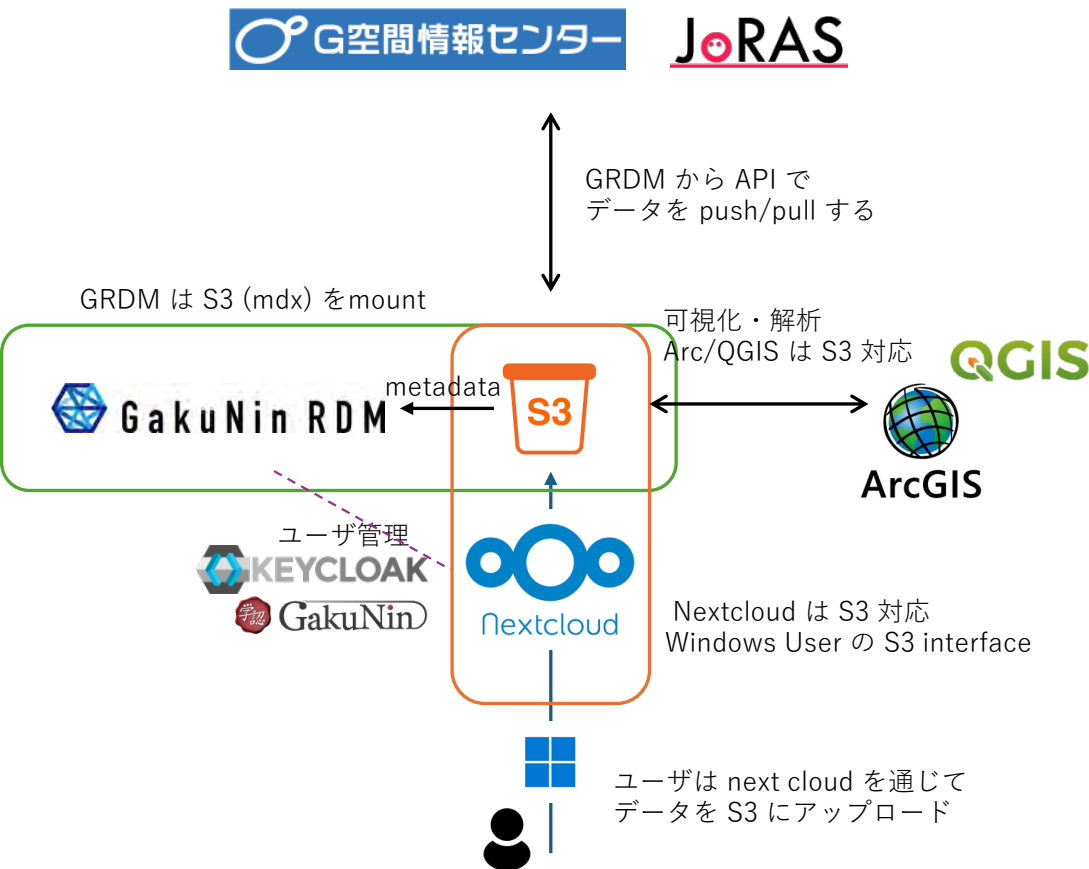 G空間情報センター
JoRAS
GRDM から API で
データを push/pull する
GRDM は S3 (mdx) をmount
可視化・解析
Arc/QGIS は S3 対応
QGIS
metadata
S3
GakuNin RDM
ArcGIS
ユーザ管理
KEYCLOAK
学認
GakuNin
Nextcloud
Nextcloud は S3 対応
Windows User の S3 interface
ユーザは next cloud を通じて
データを S3 にアップロード